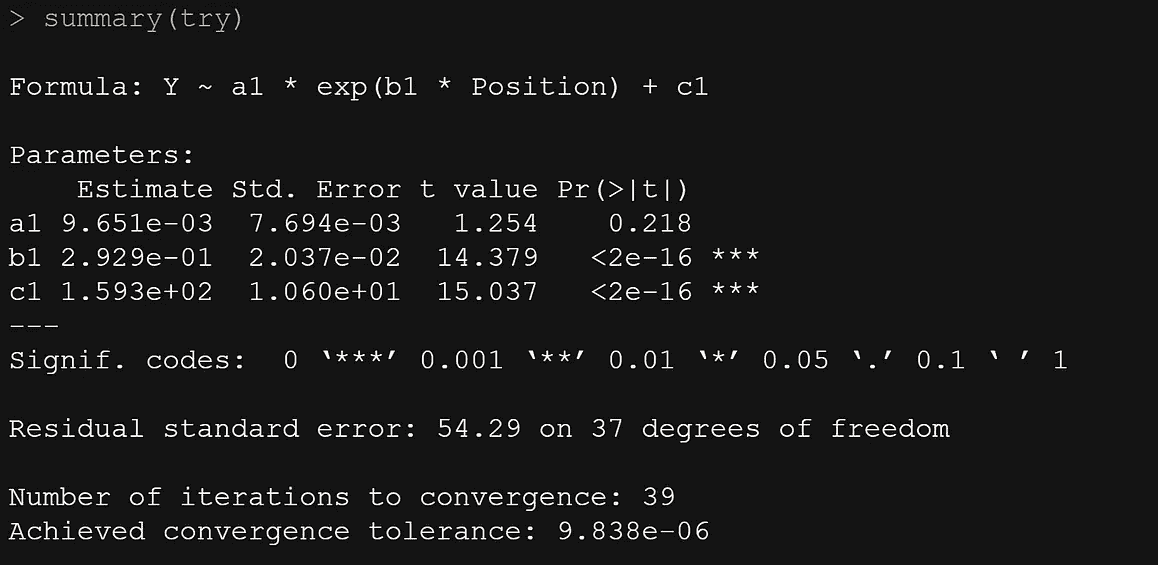 > summary(try)
Formula: Y ~ a1 * exp(b1 * Position) + c1
Parameters:
Estimate Std. Error t value Pr(>|t|)
a1 9.651e-03 7.694e-03 1.254 0.218
b1 2.929e-01 2.037e-02 14.379 <2e-16 ***
c1 1.593e+02 1.060e+01 15.037 <2e-16 ***
---
Signif. codes: 0 ‘***’ 0.001 ‘**’ 0.01 ‘*’ 0.05 ‘.’ 0.1 ‘ ’ 1
Residual standard error: 54.29 on 37 degrees of freedom
Number of iterations to convergence: 39
Achieved convergence tolerance: 9.838e-06